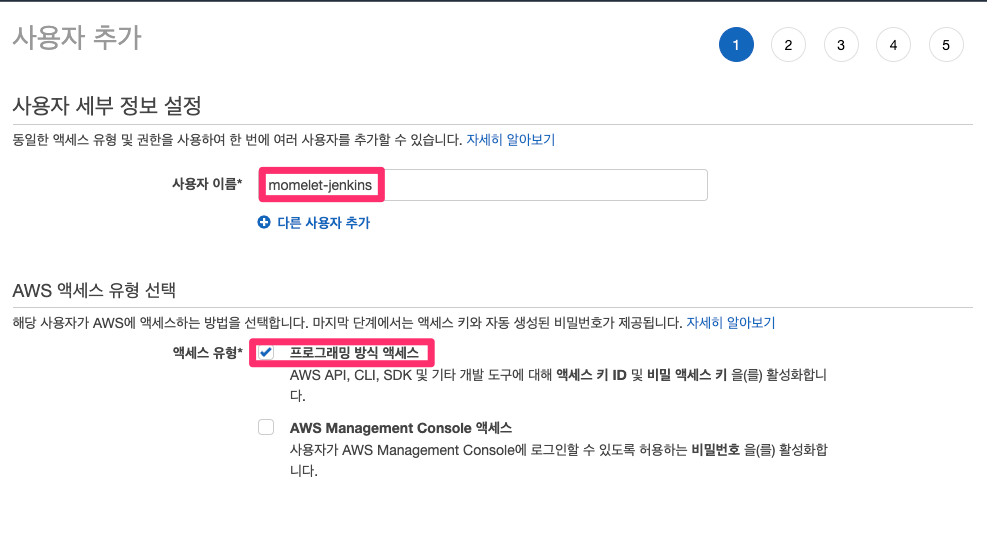 사용자 추가
1 2 3 4 5
사용자 세부 정보 설정
동일한 액세스 유형 및 권한을 사용하여 한 번에 여러 사용자를 추가할 수 있습니다. 자세히 알아보기
사용자 이름* momelet-jenkins
다른 사용자 추가
AWS 액세스 유형 선택
해당 사용자가 AWS에 액세스하는 방법을 선택합니다. 마지막 단계에서는 액세스 키와 자동 생성된 비밀번호가 제공됩니다. 자세히 알아보기
액세스 유형* 프로그래밍 방식 액세스
AWS API, CLI, SDK 및 기타 개발 도구에 대해 액세스 키 ID 및 비밀 액세스 키 을(를) 활성화합니
다.
AWS Management Console 액세스
사용자가 AWS Management Console에 로그인할 수 있도록 허용하는 비밀번호 을(를) 활성화합
니다.